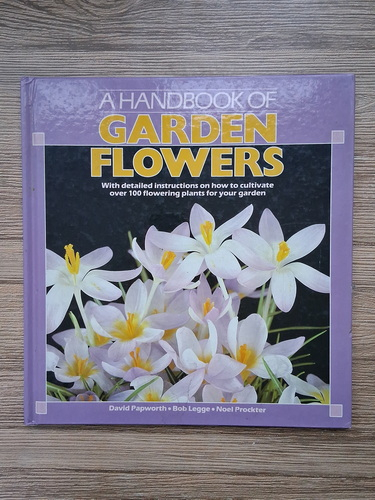 A HANDBOOK OF
GARDEN
FLOWERS
With detailed instructions on how to cultivate
over 100 flowering plants for your garden
David Papworth • Bob Legge • Noel Prockter